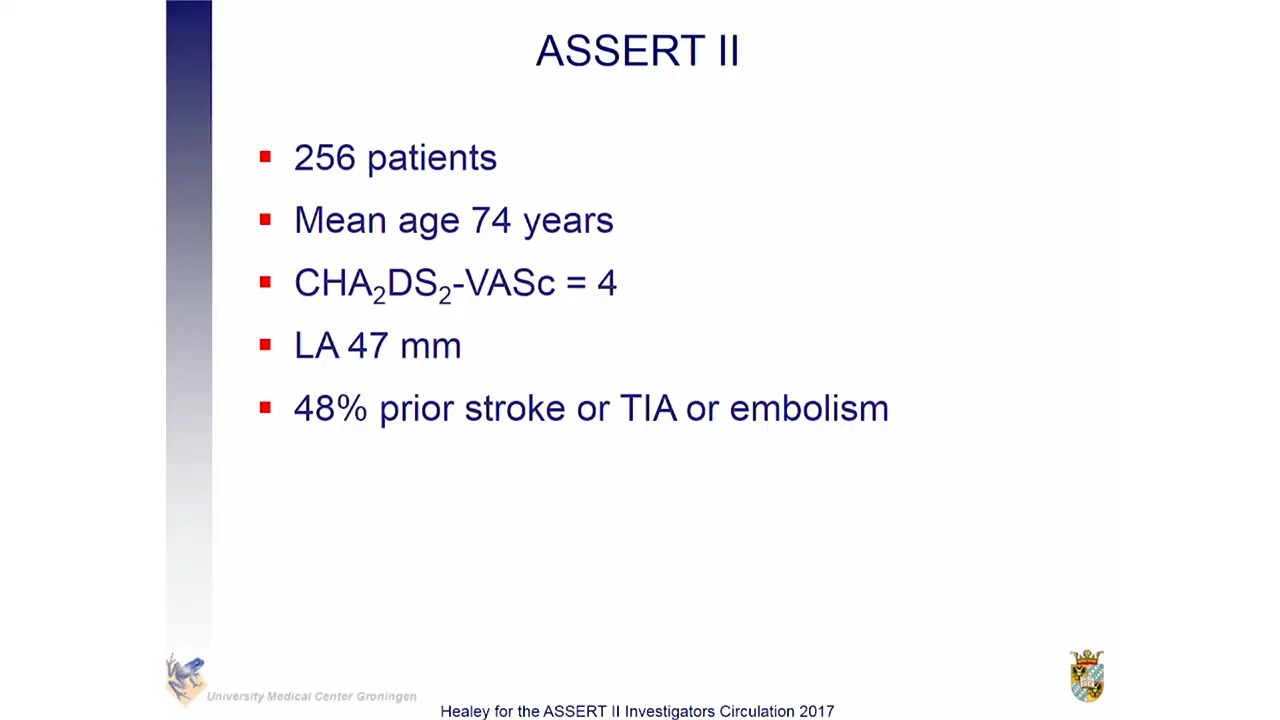 ASSERT II
256 patients
Mean age 74 years
CHA₂DS₂-VASc = 4
LA 47 mm
48% prior stroke or TIA or embolism
University Medical Center Groningen
Healey for the ASSERT II Investigators Circulation 2017